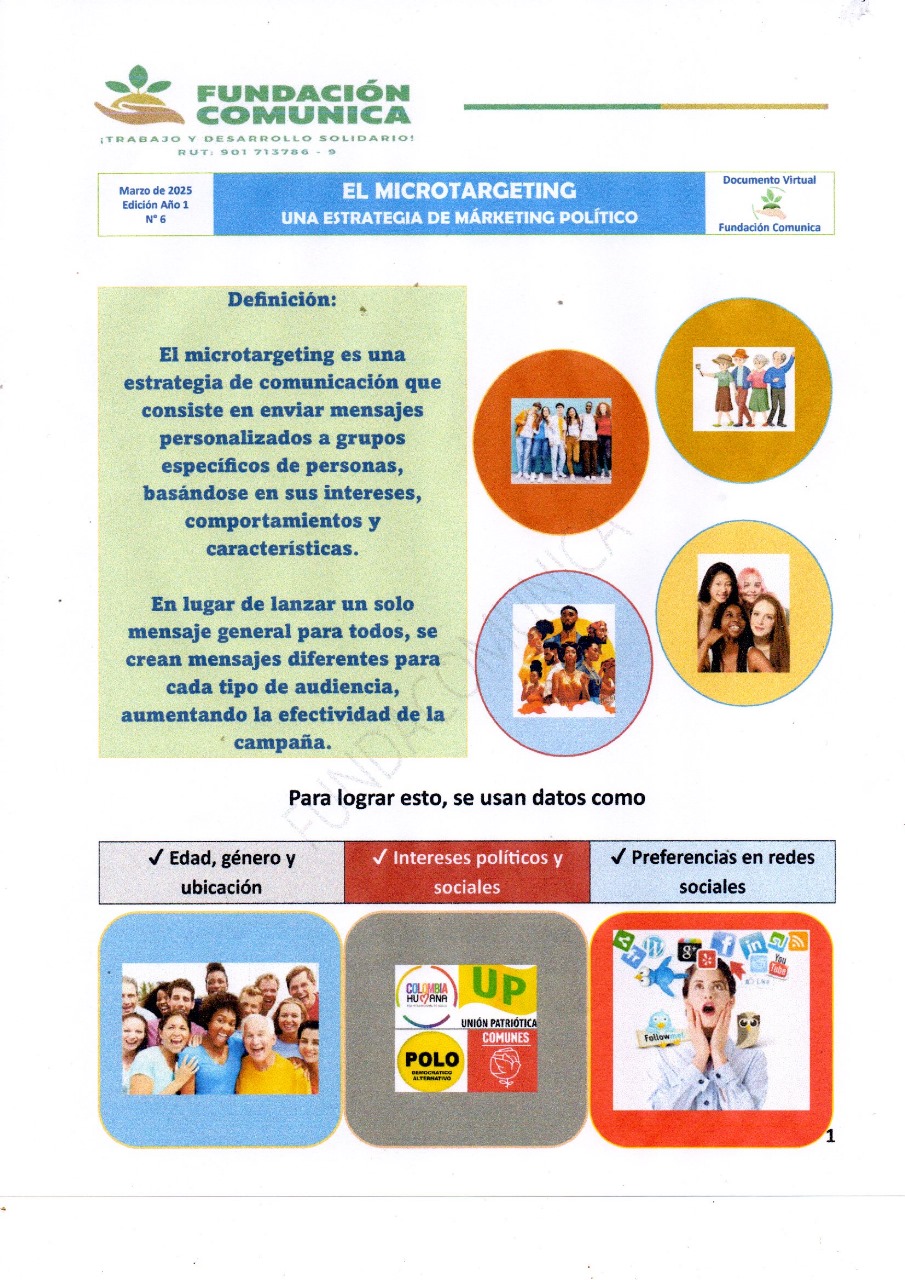 FUNDACIÓN
COMUNICA
¡TRABAJO Y DESARROLLO SOLIDARIO!
RUT: 901 713786 - 9
Marzo de 2025
Edición Año 1
N° 6
EL MICROTARGETING
UNA ESTRATEGIA DE MÁRKETING POLÍTICO
Documento Virtual
Fundación Comunica
Definición:
El microtargeting es una
estrategia de comunicación que
consiste en enviar mensajes
personalizados a grupos
específicos de personas,
basándose en sus intereses,
comportamientos y
características.
En lugar de lanzar un solo
mensaje general para todos, se
crean mensajes diferentes para
cada tipo de audiencia,
aumentando la efectividad de la
campaña.
FUNDACOMUNICA
Para lograr esto, se usan datos como
✓ Edad, género y
ubicación
✓ Intereses políticos y
sociales
✓ Preferencias en redes
sociales
COLOMBIA
HUMANA
UP
UNIÓN PATRIÓTICA
POLO
DEMOCRÁTICO
ALTERNATIVO
COMUNES
g+
f
in
You
Tube
Follow me!
1